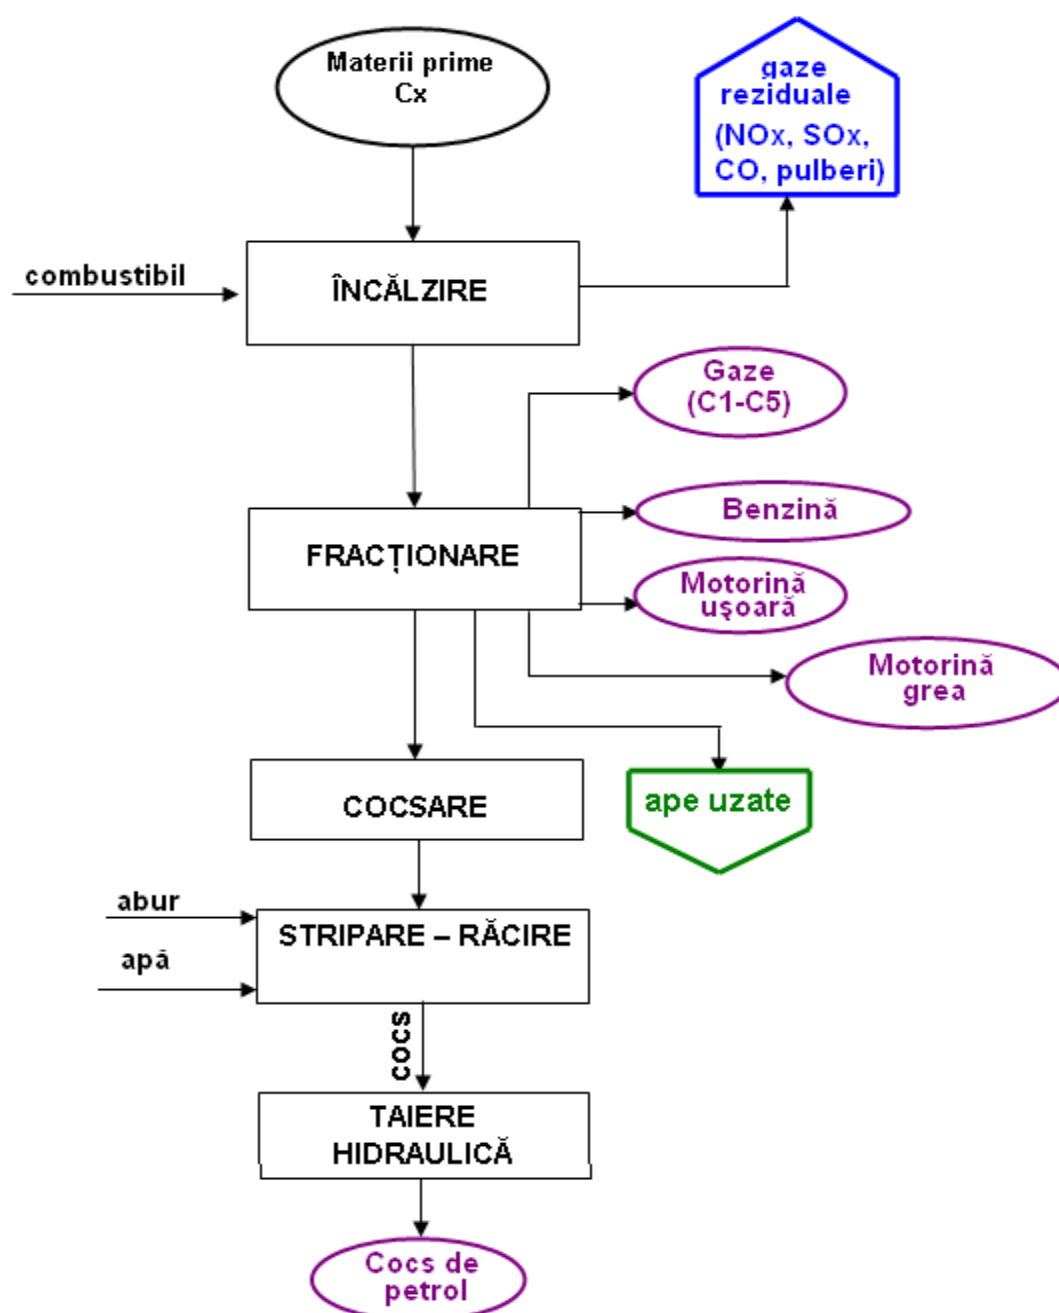 Materii prime
Cx
gaze
reziduale
(NOx, SOx,
CO, pulberi)
combustibil
ÎNCĂLZIRE
Gaze
(C1-C5)
Benzină
FRACȚIONARE
Motorină
uşoară
Motorină
grea
COCSARE
ape uzate
abur
STRIPARE – RĂCIRE
apă
cocs
TAIERE
HIDRAULICĂ
Cocs de
petrol